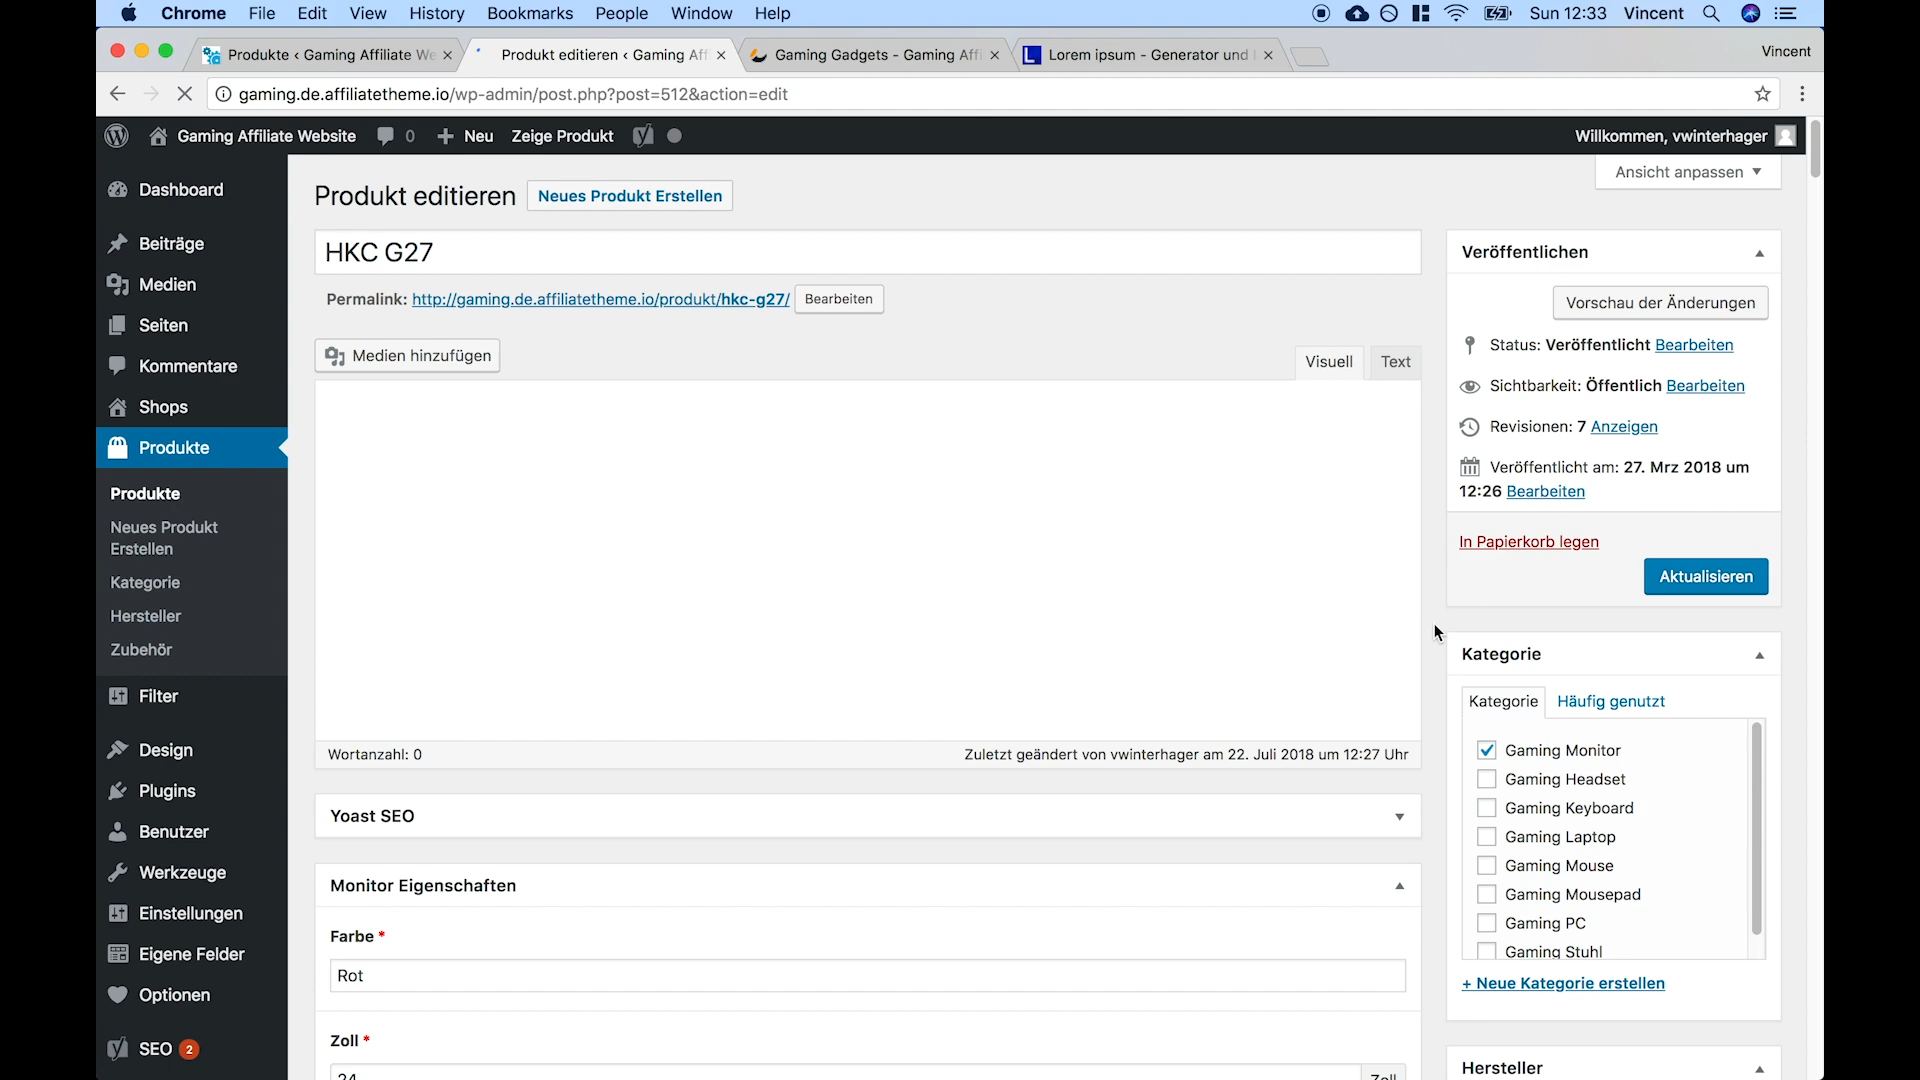 Chrome File Edit View History Bookmarks People Window Help
Sun 12:33 Vincent
Produkte ‹ Gaming Affiliate We
Produkt editieren ‹ Gaming Aff
Gaming Gadgets - Gaming Affi
Lorem ipsum - Generator und I
Vincent
gaming.de.affiliatetheme.io/wp-admin/post.php?post=512&action=edit
Gaming Affiliate Website 0 Neu Zeige Produkt
Willkommen, vwinterhager
Ansicht anpassen
Dashboard
Beiträge
Medien
Seiten
Kommentare
Shops
Produkte
Produkte
Neues Produkt
Erstellen
Kategorie
Hersteller
Zubehör
Filter
Design
Plugins
Benutzer
Werkzeuge
Einstellungen
Eigene Felder
Optionen
SEO 2
Produkt editieren Neues Produkt Erstellen
HKC G27
Permalink: http://gaming.de.affiliatetheme.io/produkt/hkc-g27/ Bearbeiten
Medien hinzufügen
Visuell Text
Wortanzahl: 0
Zuletzt geändert von vwinterhager am 22. Juli 2018 um 12:27 Uhr
Yoast SEO
Monitor Eigenschaften
Farbe *
Rot
Zoll *
24 Zoll
Veröffentlichen
Vorschau der Änderungen
Status: Veröffentlicht Bearbeiten
Sichtbarkeit: Öffentlich Bearbeiten
Revisionen: 7 Anzeigen
Veröffentlicht am: 27. Mrz 2018 um
12:26 Bearbeiten
In Papierkorb legen
Aktualisieren
Kategorie
Kategorie Häufig genutzt
Gaming Monitor
Gaming Headset
Gaming Keyboard
Gaming Laptop
Gaming Mouse
Gaming Mousepad
Gaming PC
Gaming Stuhl
+ Neue Kategorie erstellen
Hersteller